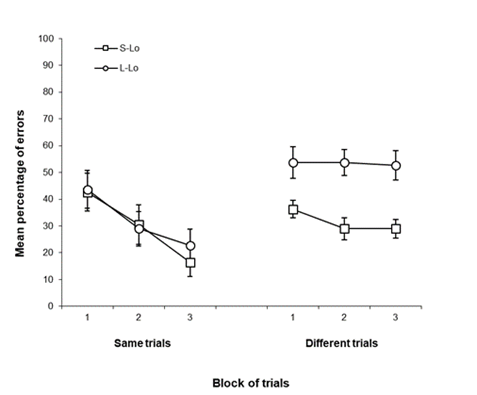 100
90
80
70
60
50
40
30
20
10
0
S-Lo
L-Lo
Mean percentage of errors
1 2 3 1 2 3
Same trials Different trials
Block of trials